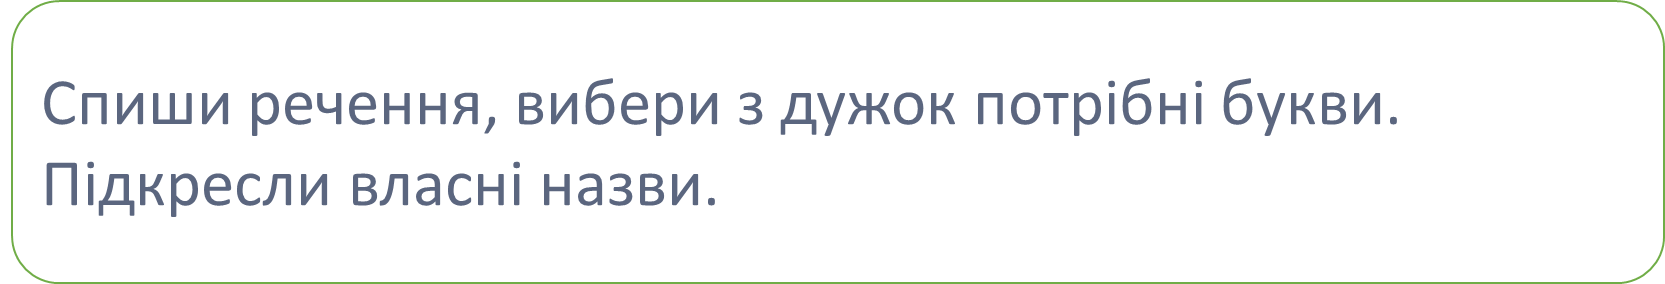 Спиши речення, вибери з дужок потрібні букви.
Підкресли власні назви.